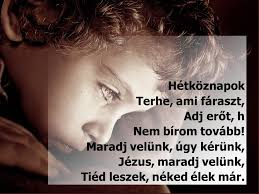 Hétköznapok
Terhe, ami fáraszt,
Adj erőt, h
Nem bírom tovább!
Maradj velünk, úgy kérünk,
Jézus, maradj velünk,
Tiéd leszek, néked élek már.